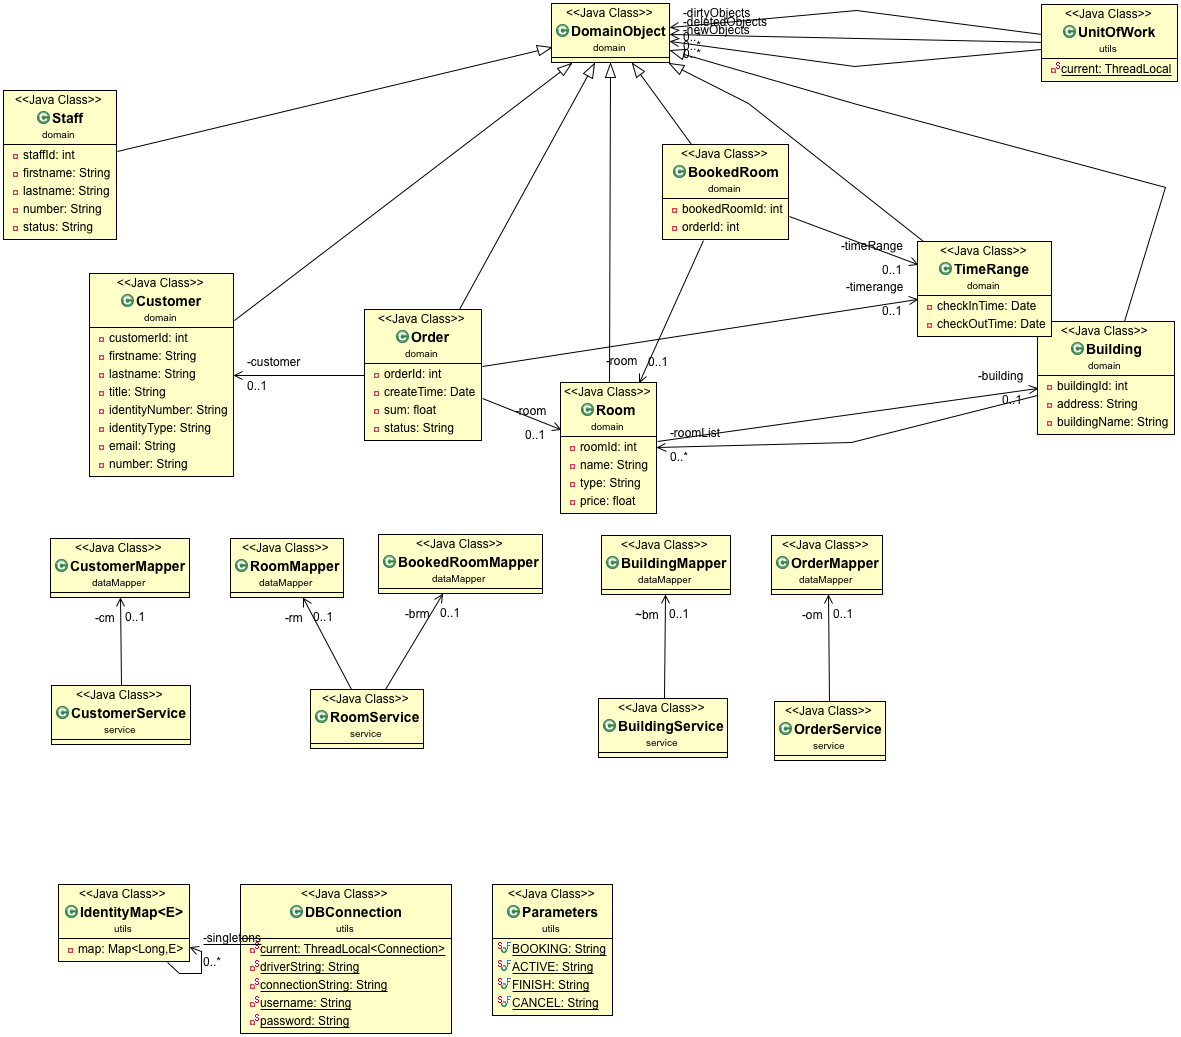 <<Java Class>>
DomainObject
domain
-dirtyObjects
-deletedObjects
-newObjects
0..*
<<Java Class>>
UnitOfWork
utils
current: ThreadLocal
<<Java Class>>
Staff
domain
staffId: int
firstname: String
lastname: String
number: String
status: String
<<Java Class>>
BookedRoom
domain
bookedRoomId: int
orderId: int
-timeRange
0..1
<<Java Class>>
TimeRange
domain
checkInTime: Date
checkOutTime: Date
-timerange
0..1
<<Java Class>>
Customer
domain
customerId: int
firstname: String
lastname: String
title: String
identityNumber: String
identityType: String
email: String
number: String
-customer
0..1
<<Java Class>>
Order
domain
orderId: int
createTime: Date
sum: float
status: String
-room
0..1
-room
0..1
<<Java Class>>
Room
domain
roomId: int
name: String
type: String
price: float
-building
0..1
-roomList
0..*
<<Java Class>>
Building
domain
buildingId: int
address: String
buildingName: String
<<Java Class>>
CustomerMapper
dataMapper
<<Java Class>>
RoomMapper
dataMapper
<<Java Class>>
BookedRoomMapper
dataMapper
<<Java Class>>
BuildingMapper
dataMapper
<<Java Class>>
OrderMapper
dataMapper
-cm 0..1
-rm 0..1
-brm 0..1
~bm 0..1
-om 0..1
<<Java Class>>
CustomerService
service
<<Java Class>>
RoomService
service
<<Java Class>>
BuildingService
service
<<Java Class>>
OrderService
service
<<Java Class>>
IdentityMap<E>
utils
map: Map<Long,E>
-singletons
0..*
<<Java Class>>
DBConnection
utils
current: ThreadLocal<Connection>
driverString: String
connectionString: String
username: String
password: String
<<Java Class>>
Parameters
utils
BOOKING: String
ACTIVE: String
FINISH: String
CANCEL: String